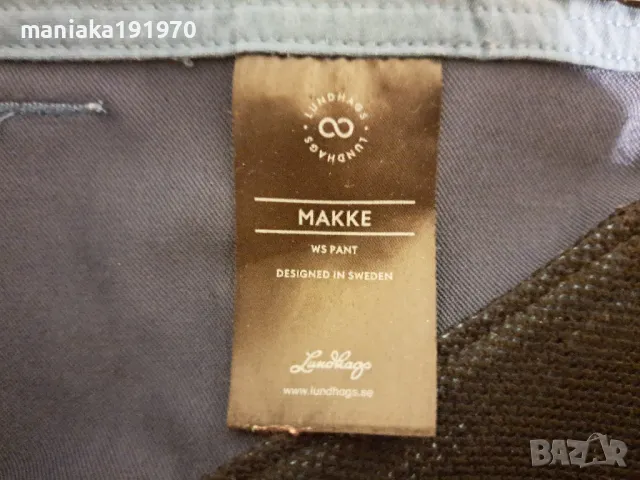 maniaka191970
LUNDHAGS • LUNDHAGS •
MAKKE
WS PANT
DESIGNED IN SWEDEN
Lundhags
www.lundhags.se
BAZAR